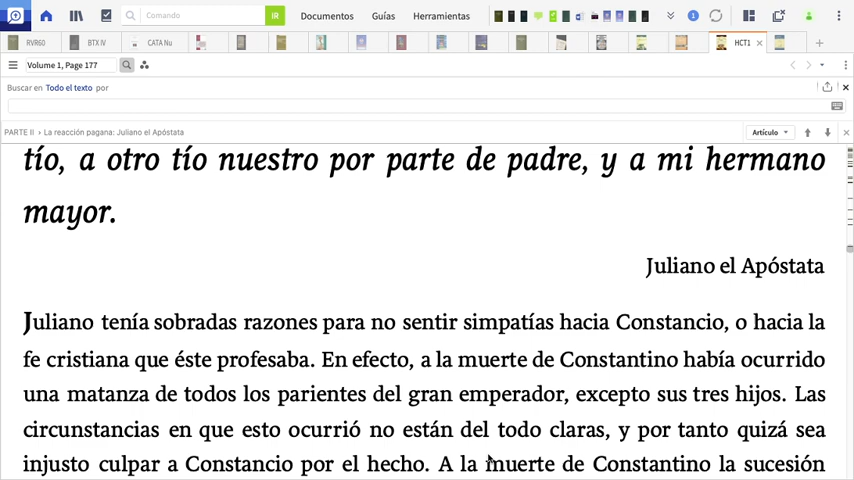 Comando
IR
Documentos
Guías
Herramientas
1
RVR60
BTX IV
CATA Nu
HCT1
Volume 1, Page 177
Buscar en Todo el texto por
PARTE II › La reacción pagana: Juliano el Apóstata
Artículo
tío, a otro tío nuestro por parte de padre, y a mi hermano
mayor.
Juliano el Apóstata
Juliano tenía sobradas razones para no sentir simpatías hacia Constancio, o hacia la
fe cristiana que éste profesaba. En efecto, a la muerte de Constantino había ocurrido
una matanza de todos los parientes del gran emperador, excepto sus tres hijos. Las
circunstancias en que esto ocurrió no están del todo claras, y por tanto quizá sea
injusto culpar a Constancio por el hecho. A la muerte de Constantino la sucesión